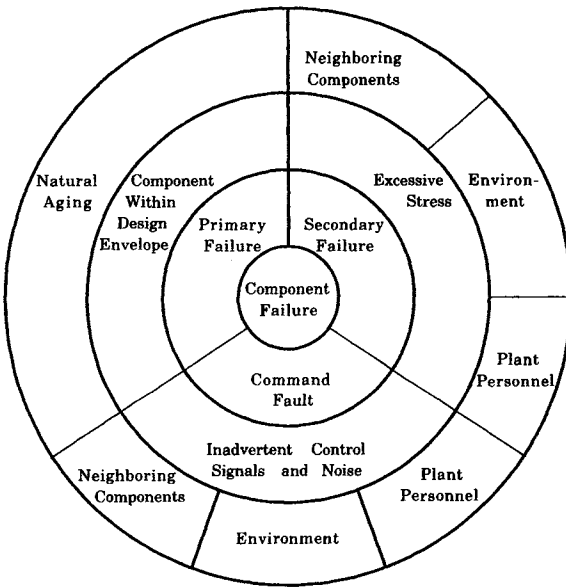 Neighboring
Components
Natural
Aging
Component
Within
Design
Envelope
Excessive
Stress
Environ-
ment
Primary
Failure
Secondary
Failure
Component
Failure
Plant
Personnel
Command
Fault
Inadvertent Control
Signals and Noise
Neighboring
Components
Plant
Personnel
Environment